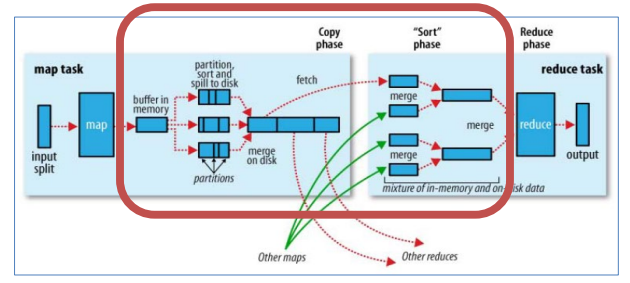 Copy
phase
"Sort"
phase
Reduce
phase
map task
reduce task
partition,
sort and
spill to disk
fetch
buffer in
memory
map
merge
merge
reduce
input
split
merge
on disk
merge
output
partitions
mixture of in-memory and on-disk data
Other maps
Other reduces